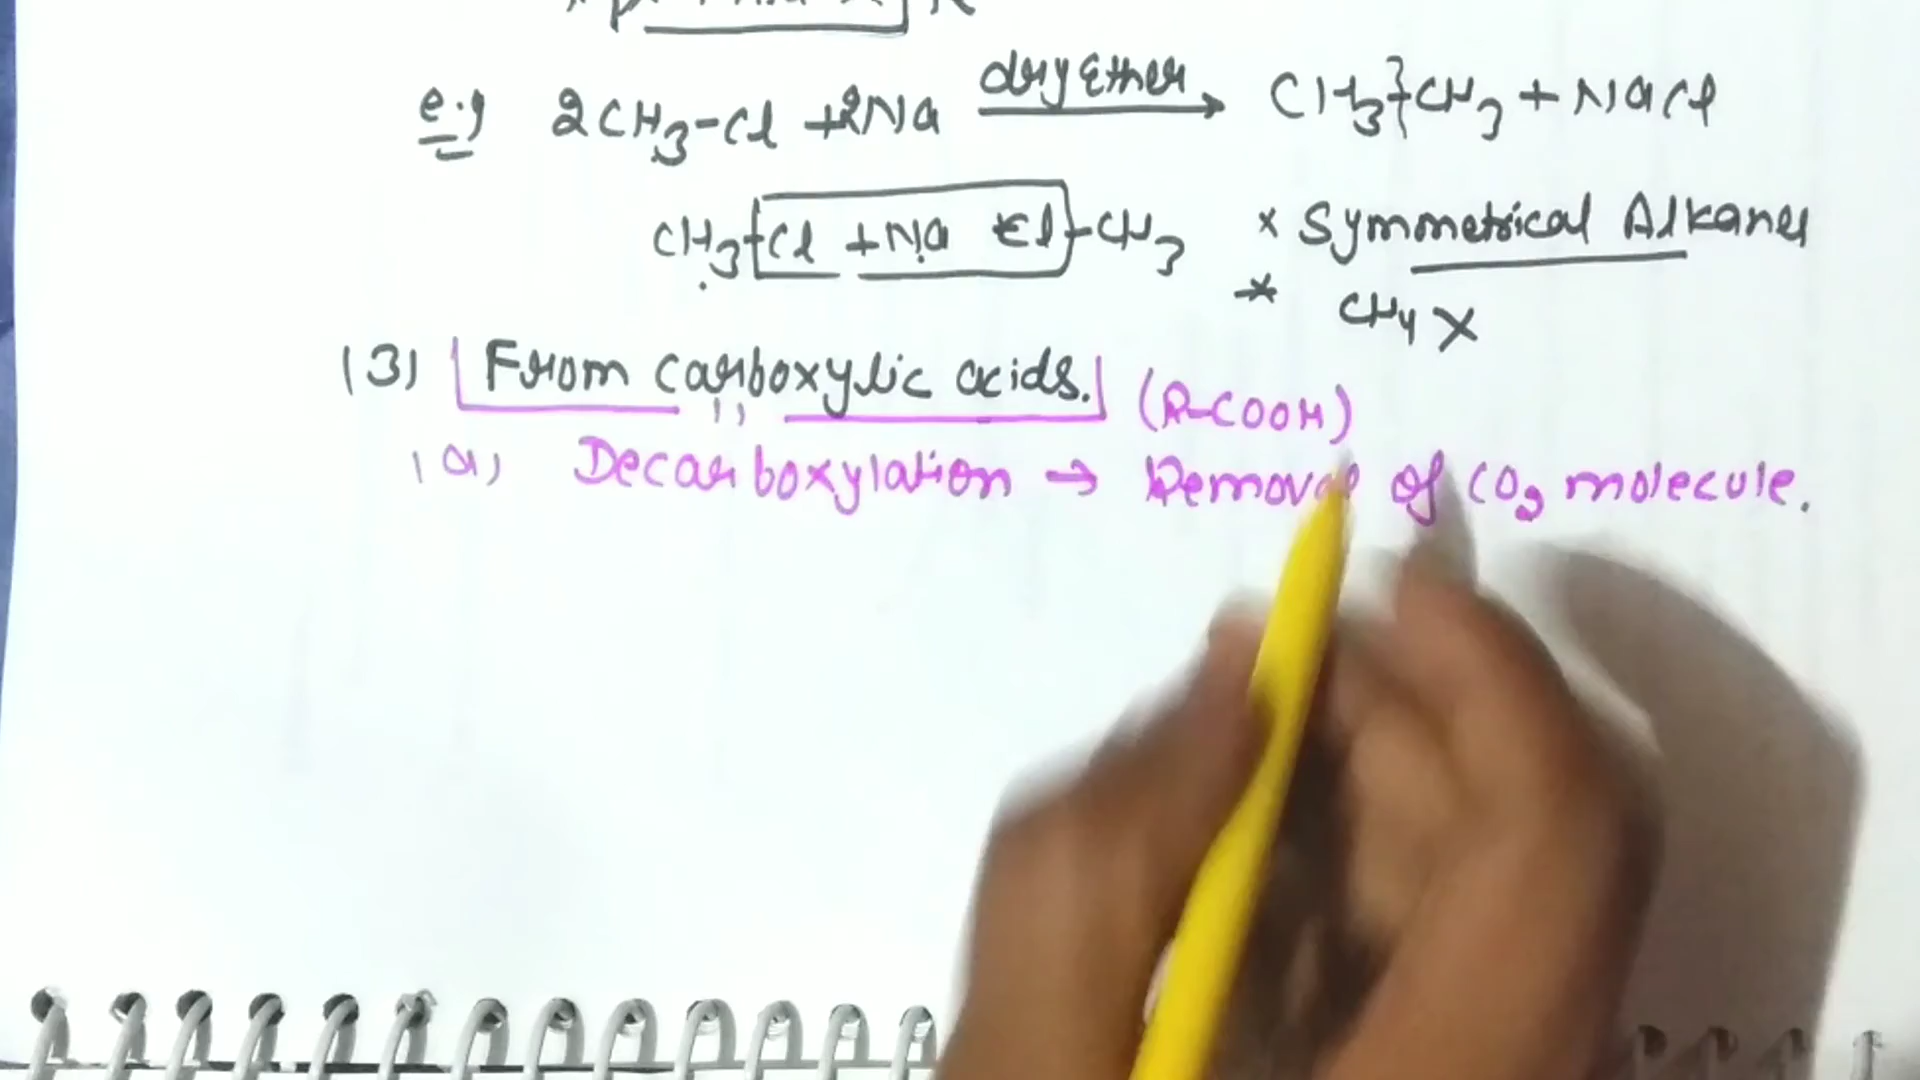 e.g 2CH3-Cl +2Na dry Ether → CH3}-CH3 + NaCl
CH3-Cl + Na Cl-CH3 × Symmetrical Alkanes
* CH4 X
(3) From carboxylic acids. (R-COOH)
(a) Decarboxylation → Removal of CO2 molecule.